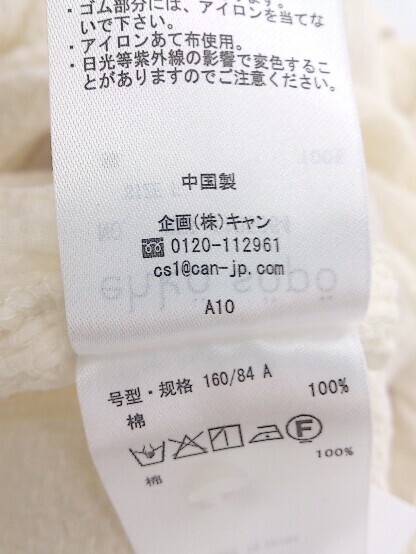 ・ゴム部分には、アイロンを当てな
いで下さい。
・アイロンあて布使用。
・日光等紫外線の影響で変色するこ
とがありますのでご注意ください。
中国製
企画(株)キャン
0120-112961
cs1@can-jp.com
A10
号型・规格 160/84 A
棉 100%
F
棉 100%